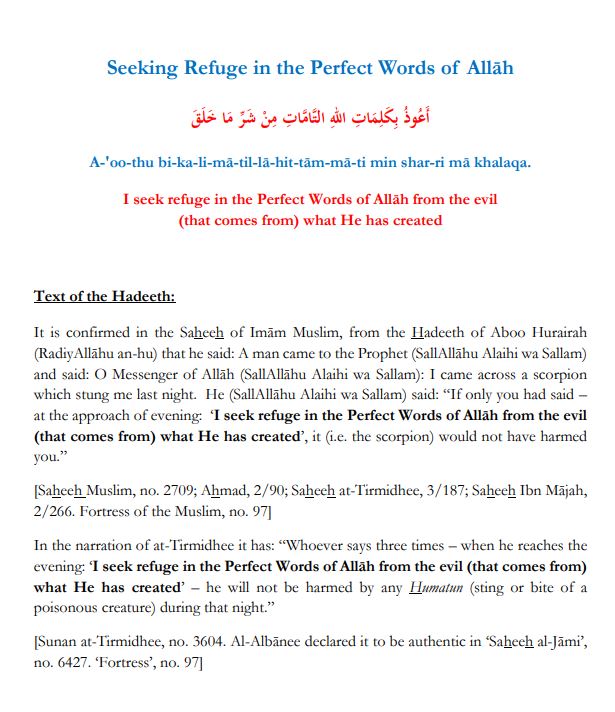 Seeking Refuge in the Perfect Words of Allāh
أَعُوذُ بِكَلِمَاتِ اللهِ التَّامَّاتِ مِنْ شَرِّ مَا خَلَقَ
A-'oo-thu bi-ka-li-mā-til-lā-hit-tām-mā-ti min shar-ri mā khalaqa.
I seek refuge in the Perfect Words of Allāh from the evil
(that comes from) what He has created
Text of the Hadeeth:
It is confirmed in the Saheeh of Imām Muslim, from the Hadeeth of Aboo Hurairah
(RadiyAllāhu an-hu) that he said: A man came to the Prophet (SallAllāhu Alaihi wa Sallam)
and said: O Messenger of Allāh (SallAllāhu Alaihi wa Sallam): I came across a scorpion
which stung me last night. He (SallAllāhu Alaihi wa Sallam) said: “If only you had said –
at the approach of evening: ‘I seek refuge in the Perfect Words of Allāh from the evil
(that comes from) what He has created’, it (i.e. the scorpion) would not have harmed
you.”
[Saheeh Muslim, no. 2709; Ahmad, 2/90; Saheeh at-Tirmidhee, 3/187; Saheeh Ibn Mājah,
2/266. Fortress of the Muslim, no. 97]
In the narration of at-Tirmidhee it has: “Whoever says three times – when he reaches the
evening: ‘I seek refuge in the Perfect Words of Allāh from the evil (that comes from)
what He has created’ – he will not be harmed by any Humatun (sting or bite of a
poisonous creature) during that night.”
[Sunan at-Tirmidhee, no. 3604. Al-Albānee declared it to be authentic in ‘Saheeh al-Jāmi’,
no. 6427. ‘Fortress’, no. 97]